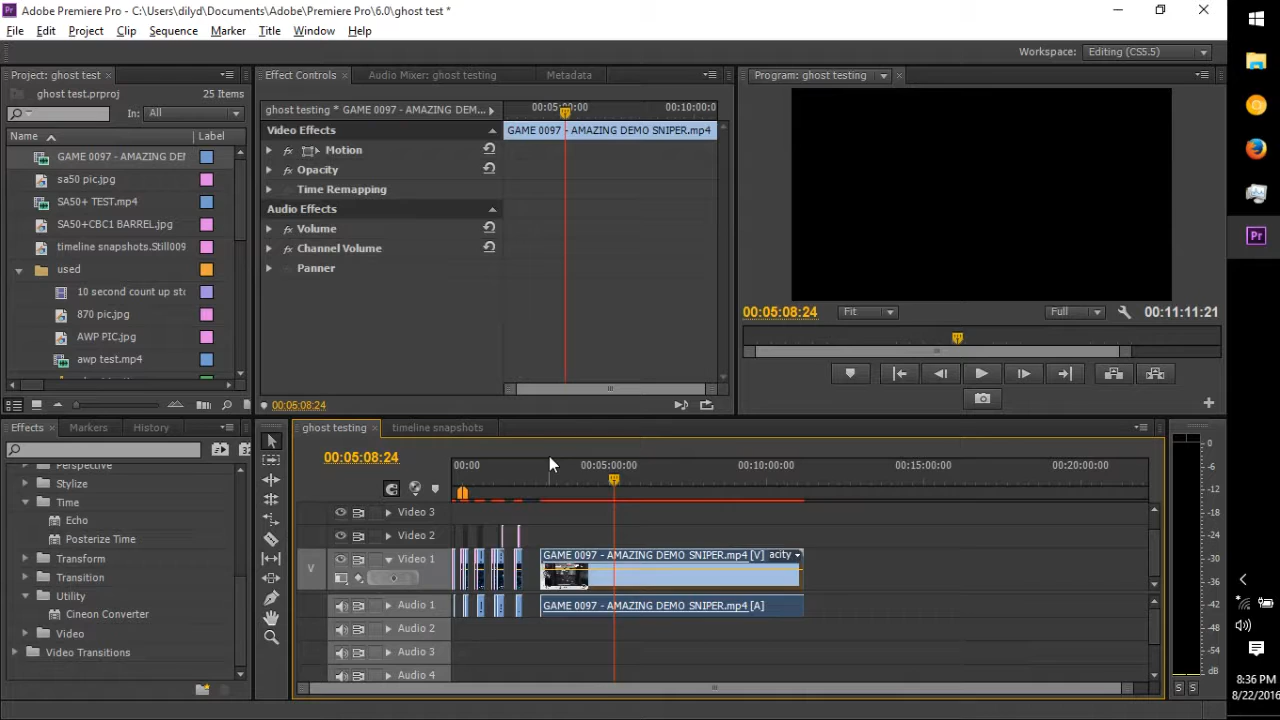 Pr Adobe Premiere Pro - C:\Users\dilyd\Documents\Adobe\Premiere Pro\6.0\ghost test *
File Edit Project Clip Sequence Marker Title Window Help
Workspace: Editing (CS5.5)
Project: ghost test
ghost test.prproj 25 Items
In: All
Name Label
GAME 0097 - AMAZING DE
sa50 pic.jpg
SA50+ TEST.mp4
SA50+CBC1 BARREL.jpg
timeline snapshots.Still009
used
10 second count up st
870 pic.jpg
AWP PIC.jpg
awp test.mp4
Effect Controls Audio Mixer: ghost testing Metadata
ghost testing * GAME 0097 - AMAZING DEM...
00:05:00:00 00:10:00:0
Video Effects
GAME 0097 - AMAZING DEMO SNIPER.mp4
fx Motion
fx Opacity
Time Remapping
Audio Effects
fx Volume
fx Channel Volume
Panner
00:05:08:24
Program: ghost testing
00:05:08:24 Fit Full 00:11:11:21
Effects Markers History
Perspective
Stylize
Time
Echo
Posterize Time
Transform
Transition
Utility
Cineon Converter
Video
Video Transitions
ghost testing timeline snapshots
00:05:08:24
00:00 00:05:00:00 00:10:00:00 00:15:00:00 00:20:00:00
Video 3
Video 2
V Video 1
GAME 0097 - AMAZING DEMO SNIPER.mp4 [V] acity
Audio 1
GAME 0097 - AMAZING DEMO SNIPER.mp4 [A]
Audio 2
Audio 3
Audio 4
0
-6
-12
-18
-24
-30
-36
-42
-48
-54
dB
S S
Pr
8:36 PM
8/22/2016